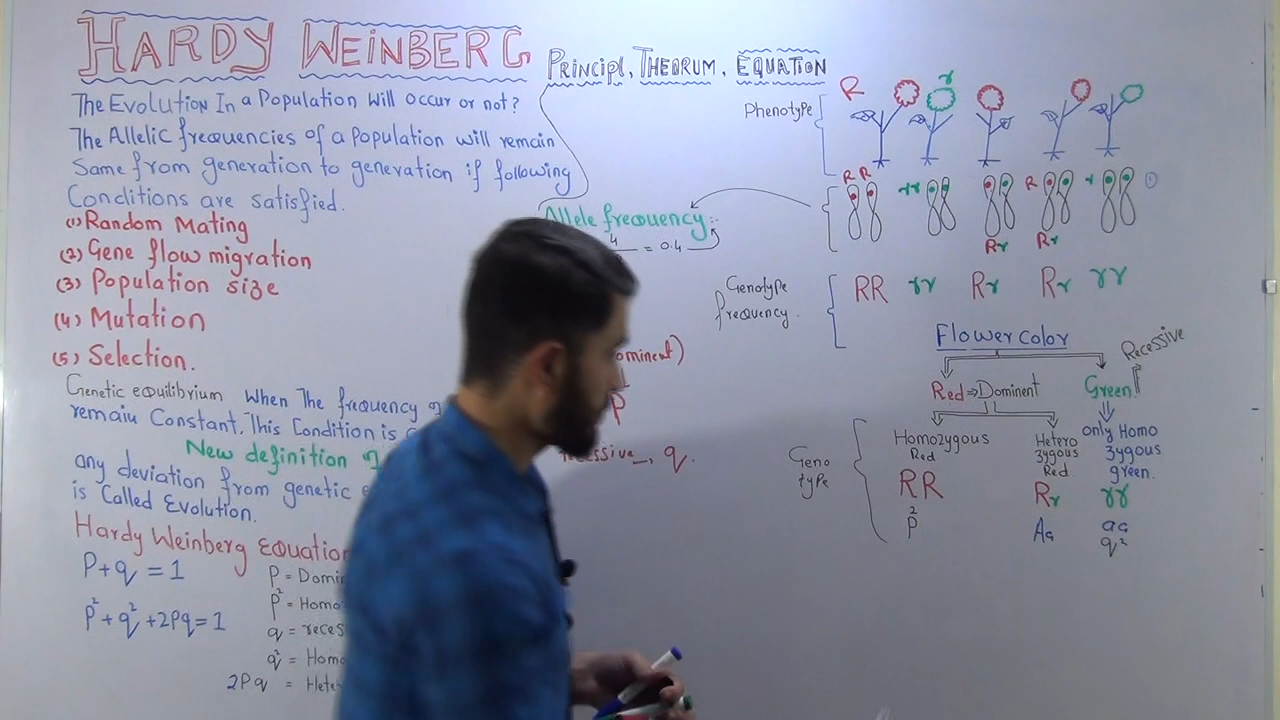 HARDY WEINBERG
PRINCIPL, THEORUM, EQUATION
The Evolution In a Population will occur or not?
The Allelic frequencies of a Population will remain
Same from generation to generation if following
Conditions are satisfied.
(1) Random Mating
(2) Gene flow migration
(3) Population size
(4) Mutation
(5) Selection.
Genetic equilibrium When The frequency
remain Constant. This Condition is
New definition of
any deviation from genetic
is Called Evolution.
Hardy Weinberg Equation
P+q = 1
P²+q²+2Pq=1
P = Domin
P² = Homo
q = reces
q² = Homo
2Pq = Hete
Allele frequency
4
= 0.4
ominent)
P
essive q.
R r
Phenotype
RR rr R r
Rr Rr
Genotype
frequency.
RR rr Rr Rr rr
Flower color
Recessive
Red ⇒ Dominent Green
Homozygous
Red
Hetero
zygous
Red
only Homo
zygous
green.
Geno
type
RR Rr rr
P² Aa aa
q²